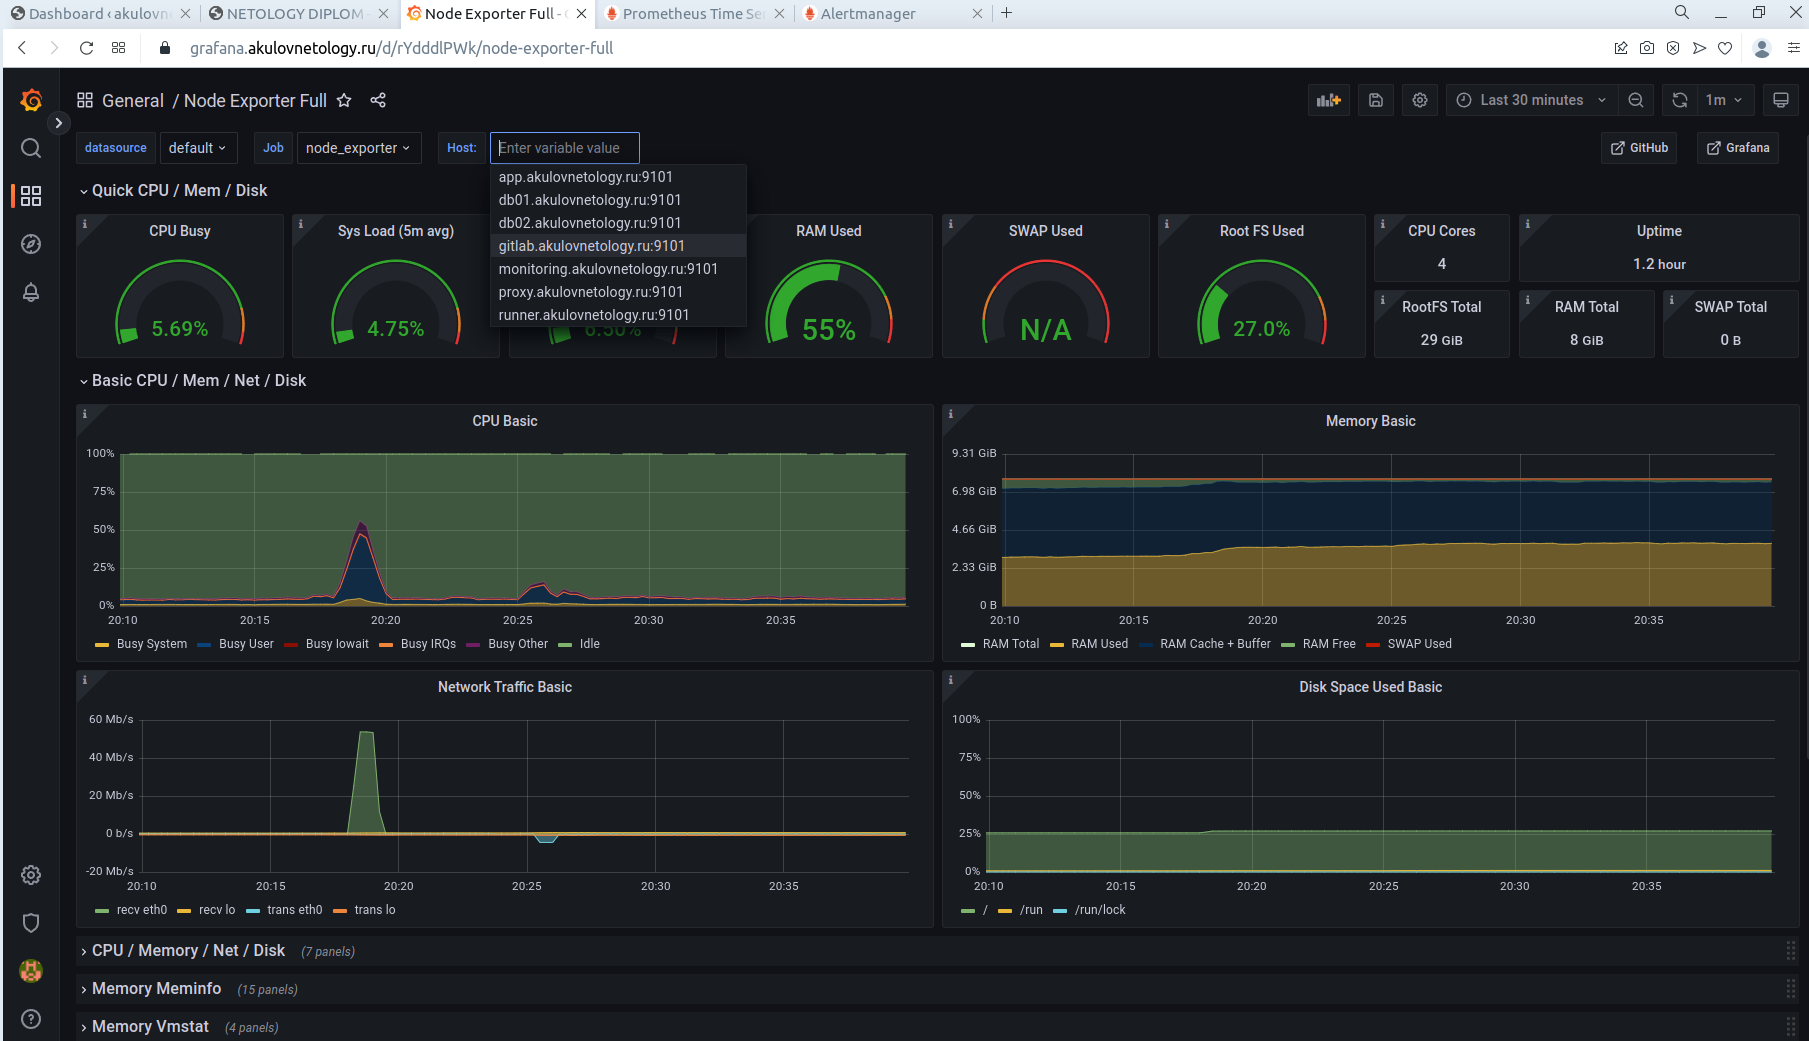 Dashboard ‹ akulovn
NETOLOGY DIPLOM
Node Exporter Full -
Prometheus Time Se
Alertmanager
grafana.akulovnetology.ru/d/rYdddlPWk/node-exporter-full
General / Node Exporter Full
Last 30 minutes
1m
datasource
default
Job
node_exporter
Host:
Enter variable value
GitHub
Grafana
app.akulovnetology.ru:9101
db01.akulovnetology.ru:9101
db02.akulovnetology.ru:9101
gitlab.akulovnetology.ru:9101
monitoring.akulovnetology.ru:9101
proxy.akulovnetology.ru:9101
runner.akulovnetology.ru:9101
Quick CPU / Mem / Disk
CPU Busy
5.69%
Sys Load (5m avg)
4.75%
6.50%
RAM Used
55%
SWAP Used
N/A
Root FS Used
27.0%
CPU Cores
4
Uptime
1.2 hour
RootFS Total
29 GiB
RAM Total
8 GiB
SWAP Total
0 B
Basic CPU / Mem / Net / Disk
CPU Basic
100%
75%
50%
25%
0%
20:10 20:15 20:20 20:25 20:30 20:35
Busy System Busy User Busy Iowait Busy IRQs Busy Other Idle
Memory Basic
9.31 GiB
6.98 GiB
4.66 GiB
2.33 GiB
0 B
20:10 20:15 20:20 20:25 20:30 20:35
RAM Total RAM Used RAM Cache + Buffer RAM Free SWAP Used
Network Traffic Basic
60 Mb/s
40 Mb/s
20 Mb/s
0 b/s
-20 Mb/s
20:10 20:15 20:20 20:25 20:30 20:35
recv eth0 recv lo trans eth0 trans lo
Disk Space Used Basic
100%
75%
50%
25%
0%
20:10 20:15 20:20 20:25 20:30 20:35
/ /run /run/lock
CPU / Memory / Net / Disk (7 panels)
Memory Meminfo (15 panels)
Memory Vmstat (4 panels)